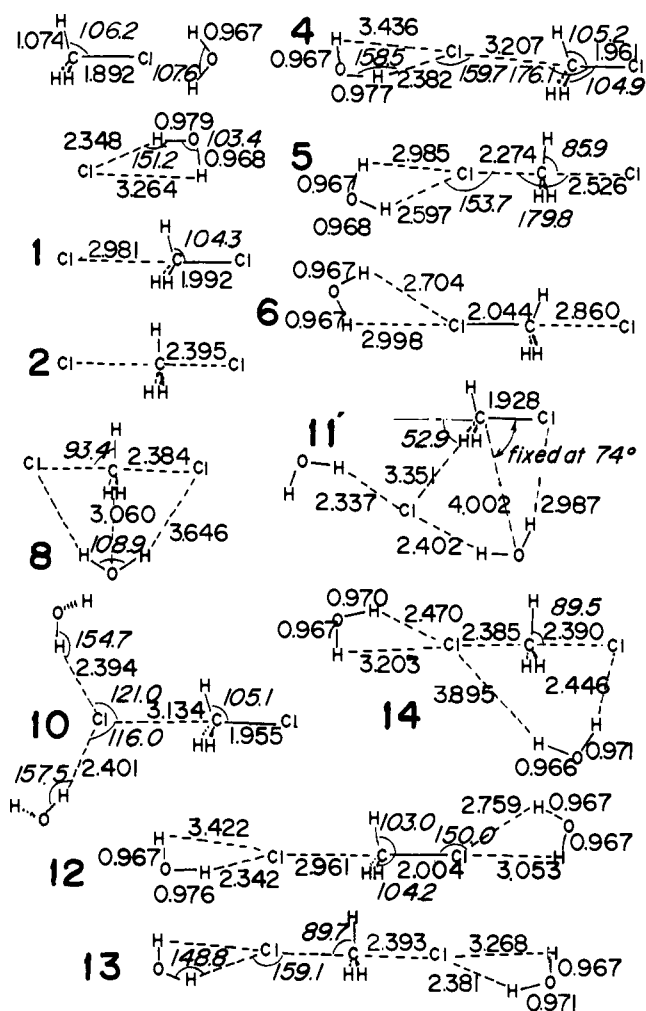 H 106.2 H 0.967
1.074 C Cl O
HH 1.892 107.6 H
0.979
2.348 H O 103.4
151.2 0.968
Cl 3.264 H
1 Cl 2.981 H 104.3 C Cl
HH 1.992
2 Cl H C 2.395 Cl
HH
8 Cl 93.4 H C 2.384 Cl
HH
3.060
108.9 3.646
H H
O
O H
H 154.7
2.394
10 Cl 121.0 3.134 H 105.1 C Cl
116.0 HH 1.955
2.401
157.5 H
H O
4 H 3.436 Cl 3.207 H 105.2 1.961
0.967 158.5 C Cl
O H 2.382 159.7 176.1 HH 104.9
0.977
5 H 2.985 Cl 2.274 H 85.9 C Cl
0.967 HH 2.526
O H 2.597 153.7 179.8
0.968
6 0.967 H 2.704
O
0.967 H 2.998 Cl 2.044 H C 2.860 Cl
HH
11′ H 1.928
C Cl
52.9 HH fixed at 74°
O H 3.351
H 2.337 Cl 4.002 2.987
2.402 H O H
14 0.970 H 2.470 H 89.5
0.967 O Cl 2.385 C 2.390 Cl
H 3.203 HH
3.895 2.446
H H
0.966 O 0.971
12 H 3.422 H 103.0 150.0 2.759 H 0.967
0.967 Cl C Cl O 0.967
O H 2.342 2.961 HH 2.004 3.053 H
0.976 104.2
13 H Cl 89.7 H C 2.393 Cl 3.268 H
O 148.8 HH 0.967
H 159.1 2.381 H O
0.971